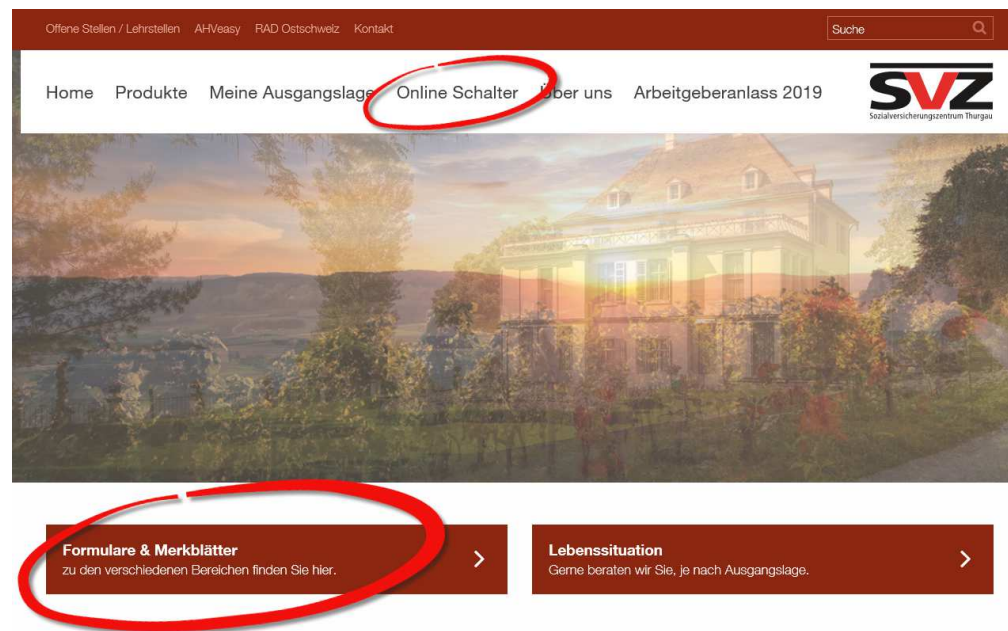 Offene Stellen / Lehrstellen AHVeasy RAD Ostschweiz Kontakt Suche
Home Produkte Meine Ausgangslage Online Schalter Über uns Arbeitgeberanlass 2019
SVZ
Sozialversicherungszentrum Thurgau
Formulare & Merkblätter
zu den verschiedenen Bereichen finden Sie hier.
Lebenssituation
Gerne beraten wir Sie, je nach Ausgangslage.